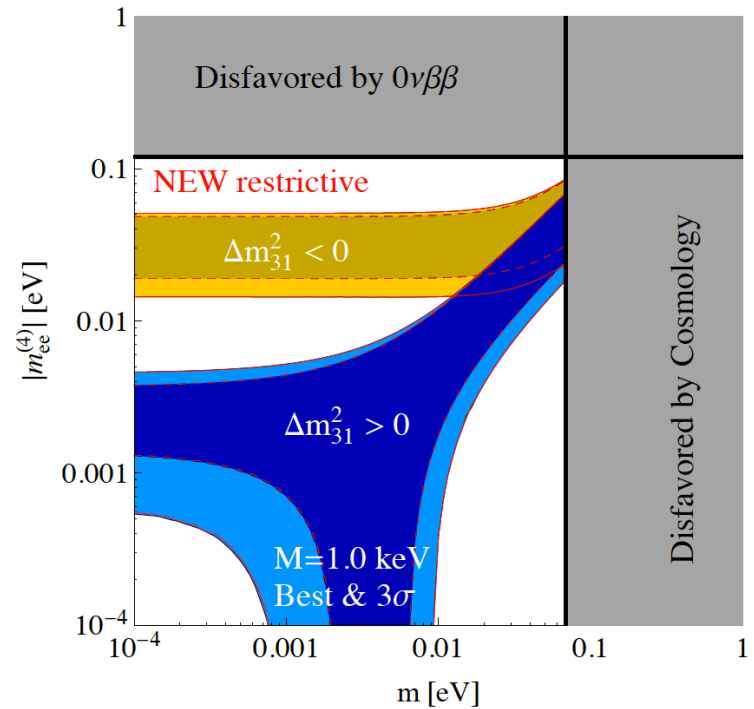 1
Disfavored by 0νββ
0.1
NEW restrictive
Δm²₃₁ < 0
|m_ee^(4)| [eV]
0.01
Disfavored by Cosmology
Δm²₃₁ > 0
0.001
M=1.0 keV
Best & 3σ
10⁻⁴
10⁻⁴ 0.001 0.01 0.1 1
m [eV]